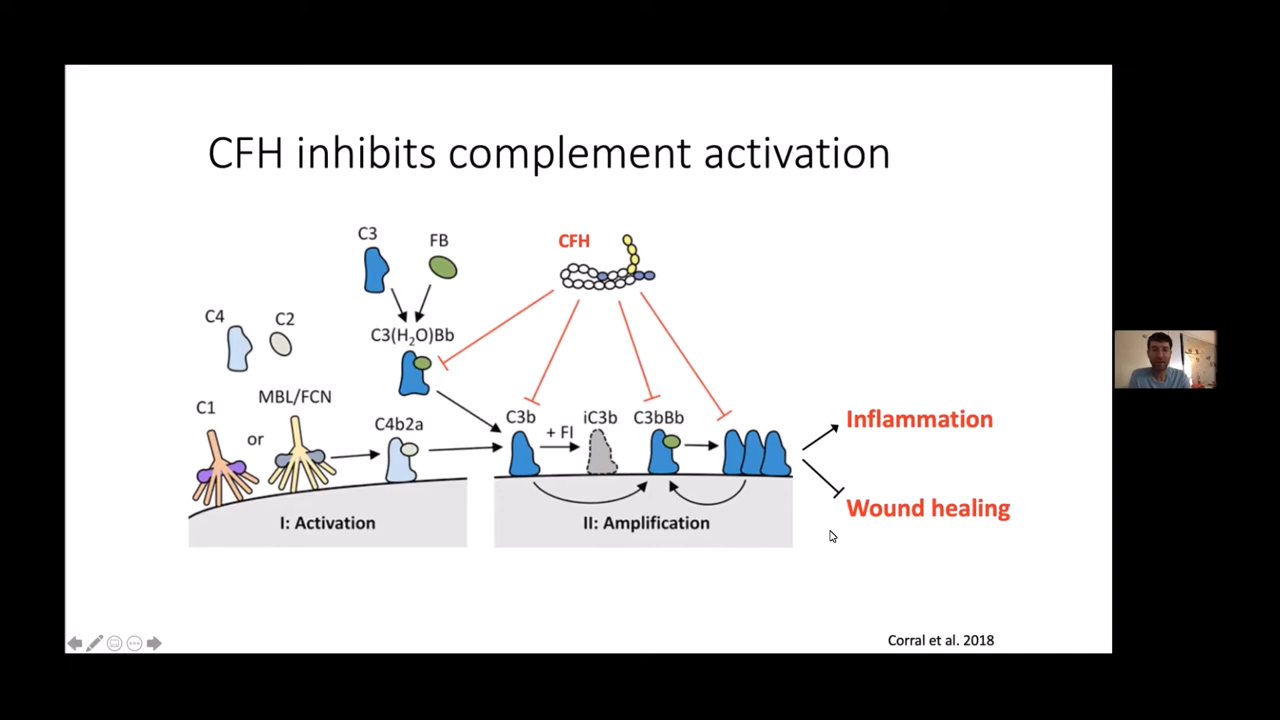 CFH inhibits complement activation
C3
FB
CFH
C4
C2
C3(H₂O)Bb
C1
or
MBL/FCN
C4b2a
C3b
+ FI
iC3b
C3bBb
Inflammation
Wound healing
I: Activation
II: Amplification
Corral et al. 2018